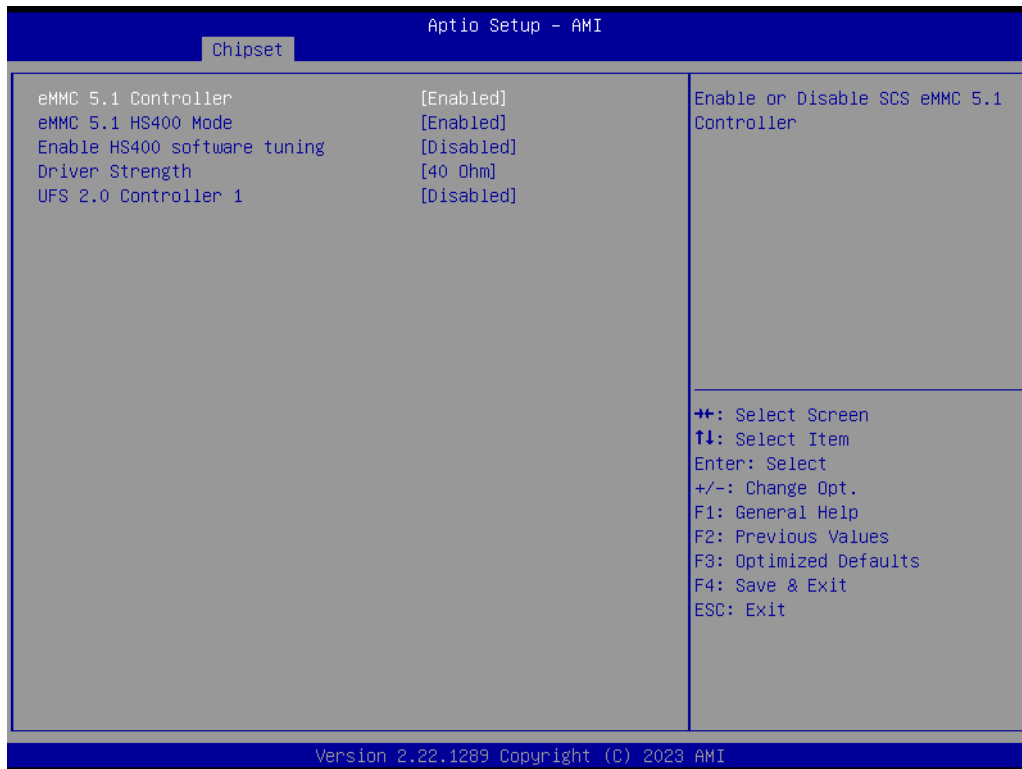 Aptio Setup – AMI
Chipset
eMMC 5.1 Controller [Enabled]
eMMC 5.1 HS400 Mode [Enabled]
Enable HS400 software tuning [Disabled]
Driver Strength [40 Ohm]
UFS 2.0 Controller 1 [Disabled]
Enable or Disable SCS eMMC 5.1
Controller
→←: Select Screen
↑↓: Select Item
Enter: Select
+/-: Change Opt.
F1: General Help
F2: Previous Values
F3: Optimized Defaults
F4: Save & Exit
ESC: Exit
Version 2.22.1289 Copyright (C) 2023 AMI